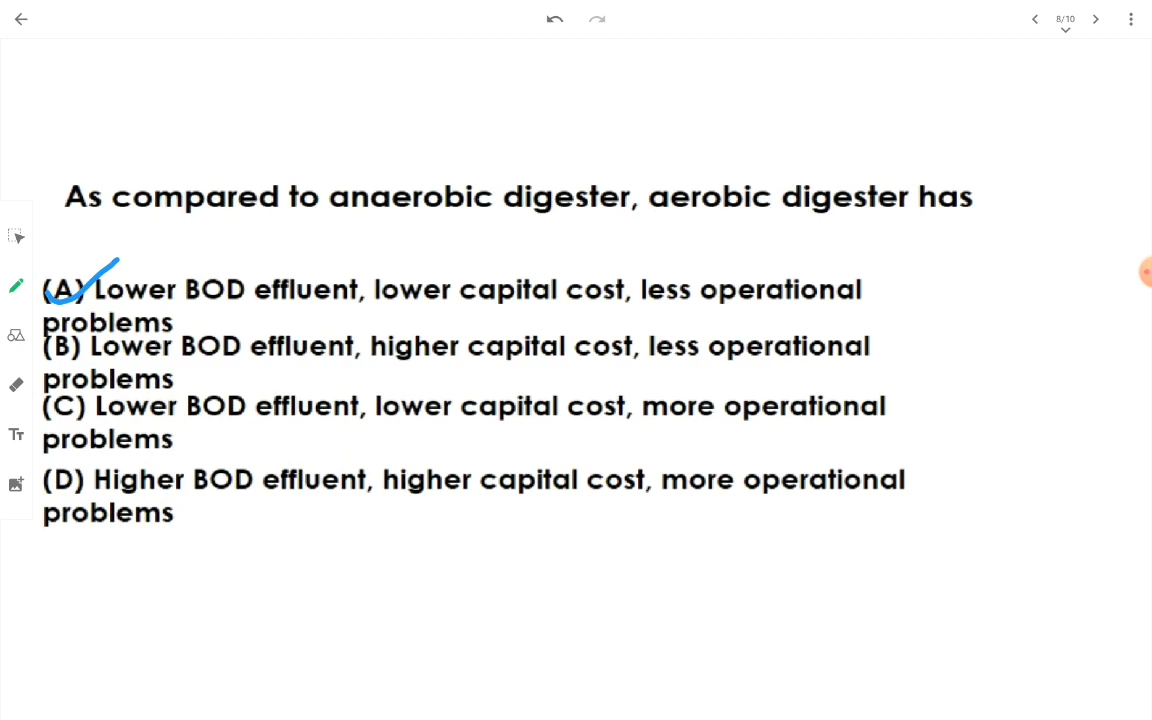 8/10
As compared to anaerobic digester, aerobic digester has
(A) Lower BOD effluent, lower capital cost, less operational
problems
(B) Lower BOD effluent, higher capital cost, less operational
problems
(C) Lower BOD effluent, lower capital cost, more operational
problems
(D) Higher BOD effluent, higher capital cost, more operational
problems
Tт